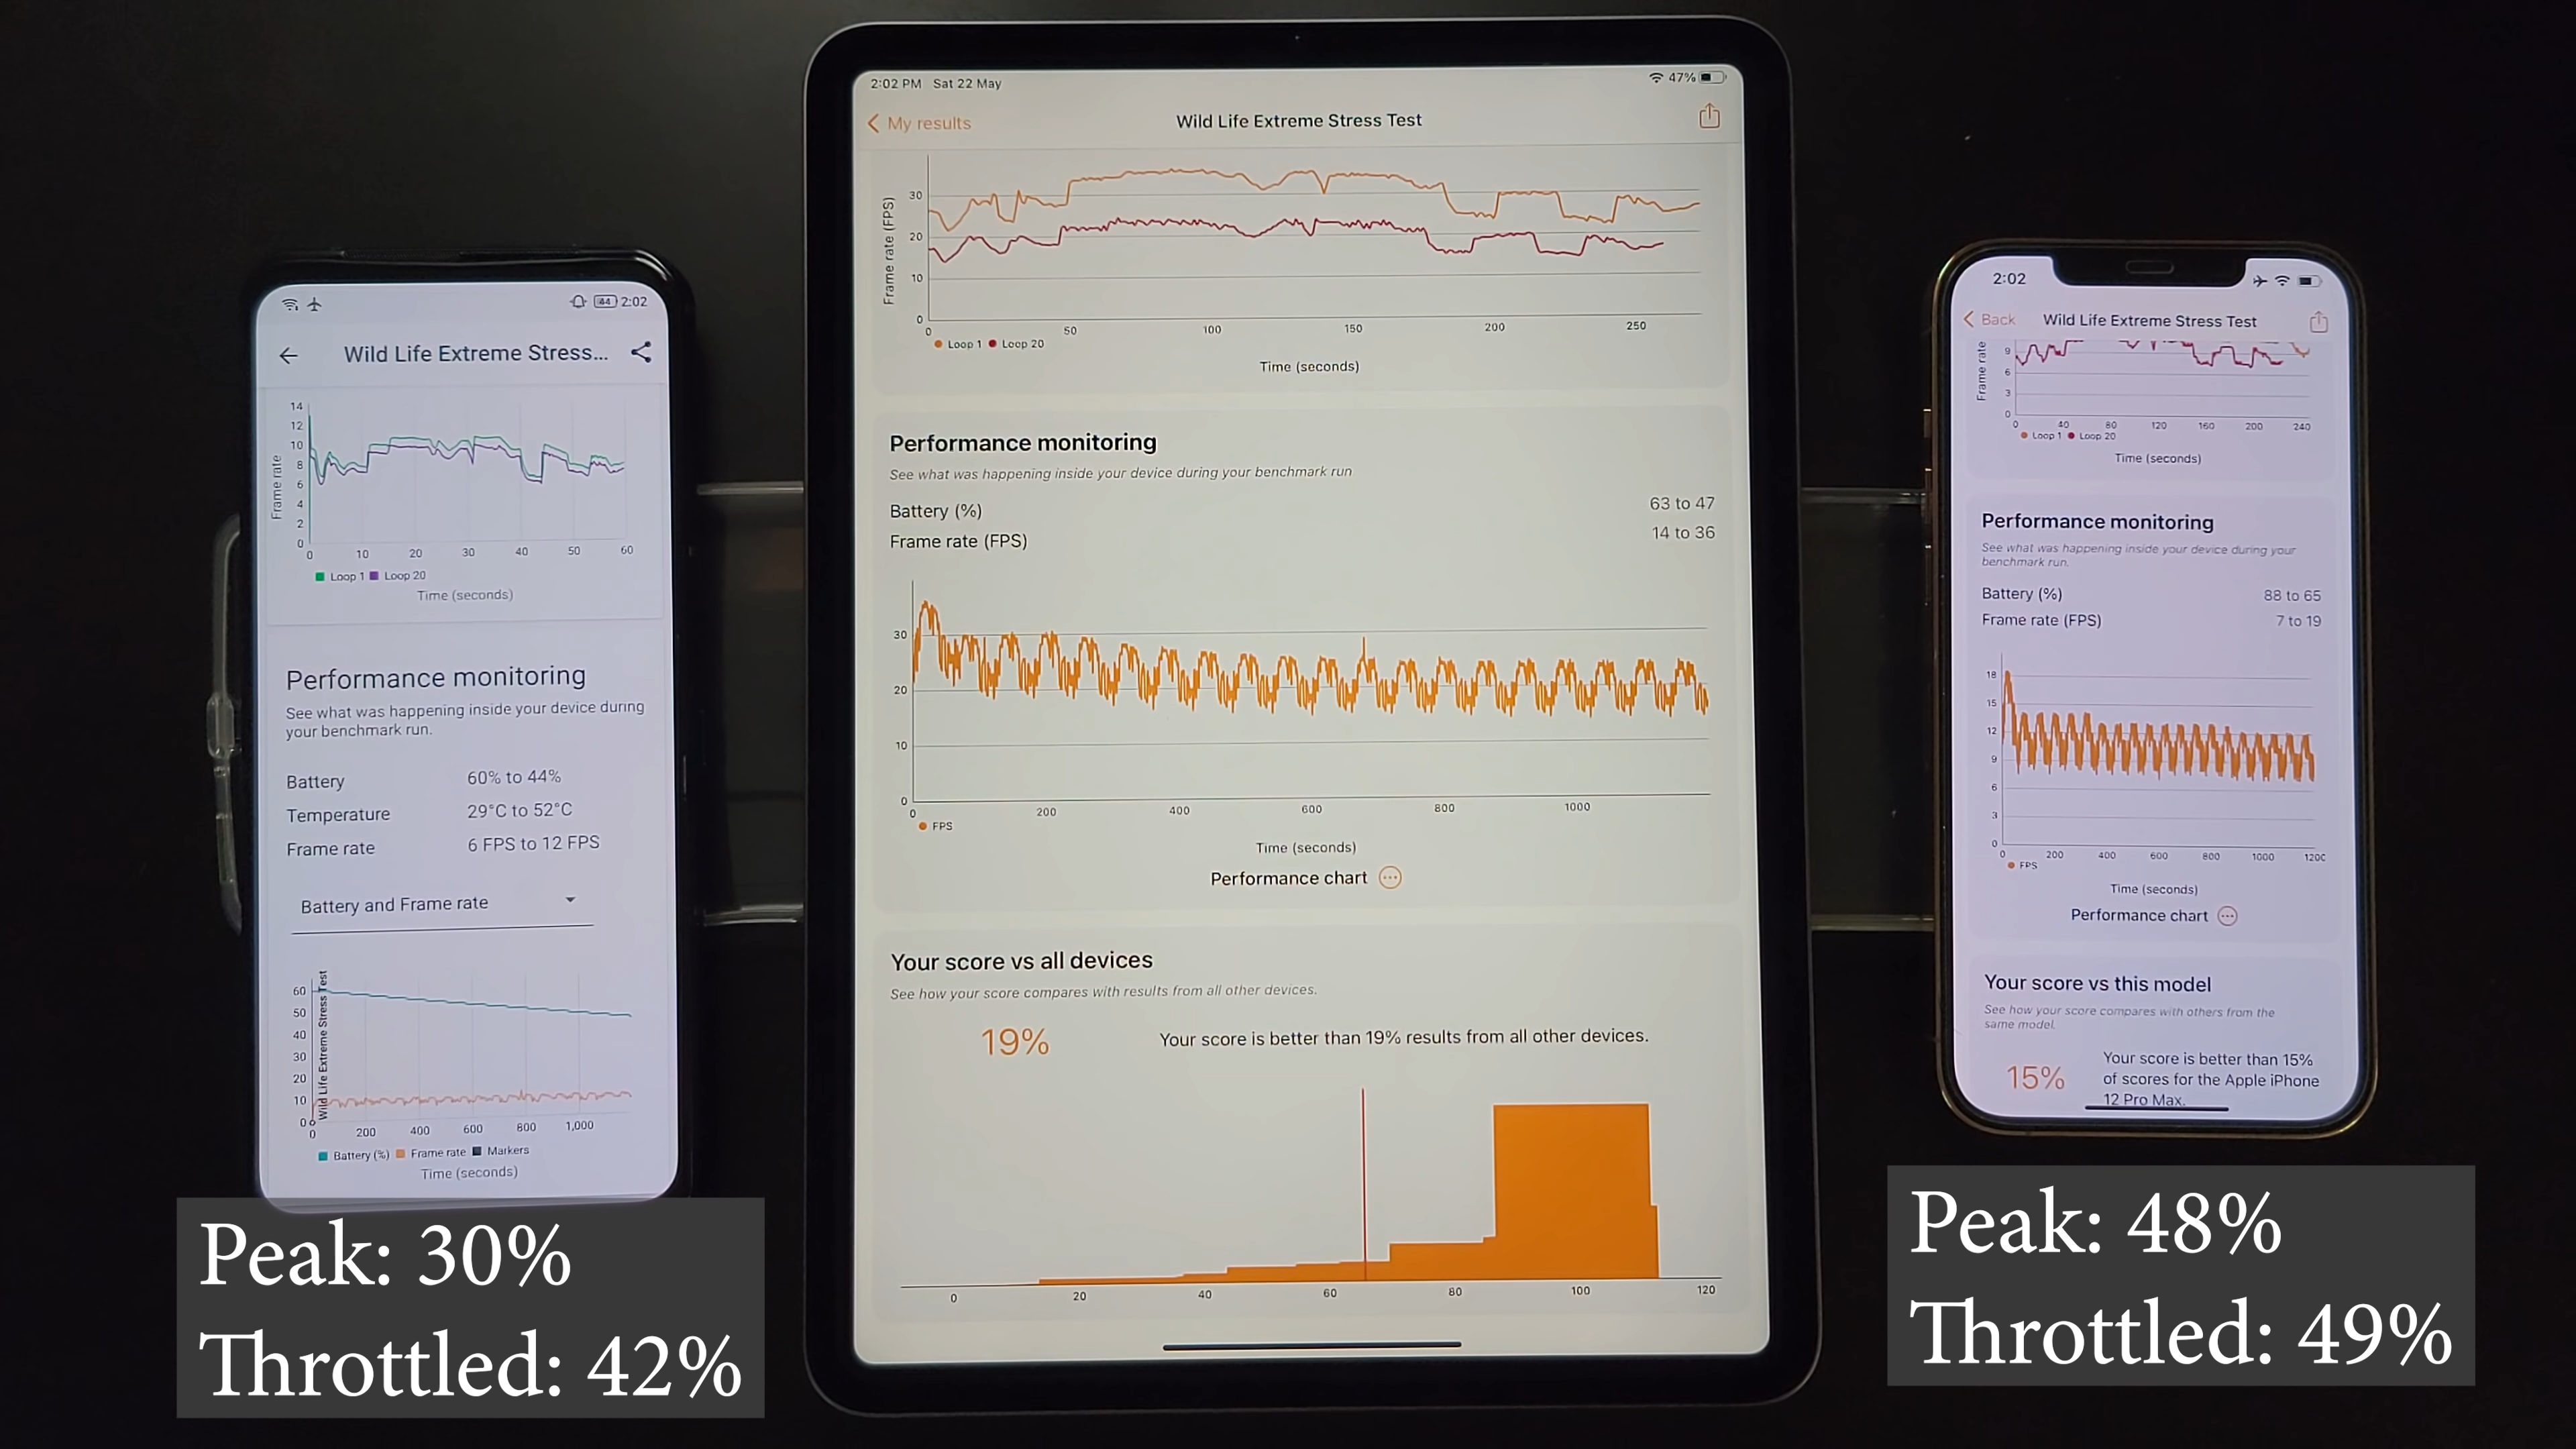 44 2:02
Wild Life Extreme Stress...
14
12
10
8
6
4
2
0
Frame rate
0 10 20 30 40 50 60
Loop 1 Loop 20
Time (seconds)
Performance monitoring
See what was happening inside your device during
your benchmark run.
Battery 60% to 44%
Temperature 29°C to 52°C
Frame rate 6 FPS to 12 FPS
Battery and Frame rate
60
50
40
30
20
10
0
Wild Life Extreme Stress Test
0 200 400 600 800 1,000
Battery (%) Frame rate Markers
Time (seconds)
Peak: 30%
Throttled: 42%
2:02 PM Sat 22 May 47%
My results Wild Life Extreme Stress Test
30
20
10
0
Frame rate (FPS)
0 50 100 150 200 250
Loop 1 Loop 20
Time (seconds)
Performance monitoring
See what was happening inside your device during your benchmark run
Battery (%) 63 to 47
Frame rate (FPS) 14 to 36
30
20
10
0
0 200 400 600 800 1000
FPS
Time (seconds)
Performance chart
Your score vs all devices
See how your score compares with results from all other devices.
19% Your score is better than 19% results from all other devices.
0 20 40 60 80 100 120
2:02
Back Wild Life Extreme Stress Test
9
6
3
0
Frame rate
0 40 80 120 160 200 240
Loop 1 Loop 20
Time (seconds)
Performance monitoring
See what was happening inside your device during your
benchmark run.
Battery (%) 88 to 65
Frame rate (FPS) 7 to 19
18
15
12
9
6
3
0
0 200 400 600 800 1000
FPS
Time (seconds)
Performance chart
Your score vs this model
See how your score compares with others from the
same model.
15% Your score is better than 15%
of scores for the Apple iPhone
12 Pro Max.
Peak: 48%
Throttled: 49%